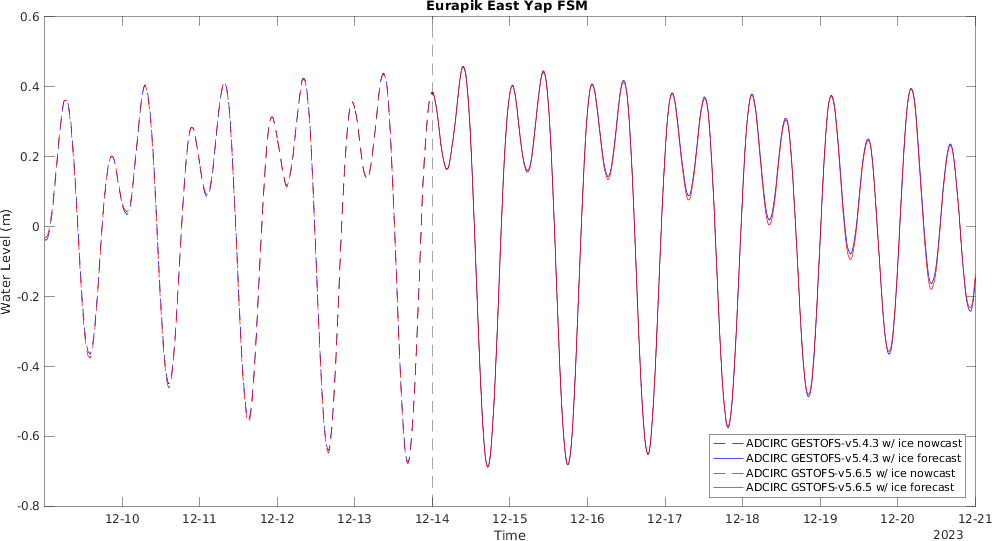 Eurapik East Yap FSM
0.6
0.4
0.2
0
-0.2
-0.4
-0.6
-0.8
Water Level (m)
ADCIRC GESTOFS-v5.4.3 w/ ice nowcast
ADCIRC GESTOFS-v5.4.3 w/ ice forecast
ADCIRC GSTOFS-v5.6.5 w/ ice nowcast
ADCIRC GSTOFS-v5.6.5 w/ ice forecast
12-10 12-11 12-12 12-13 12-14 12-15 12-16 12-17 12-18 12-19 12-20 12-21
Time
2023